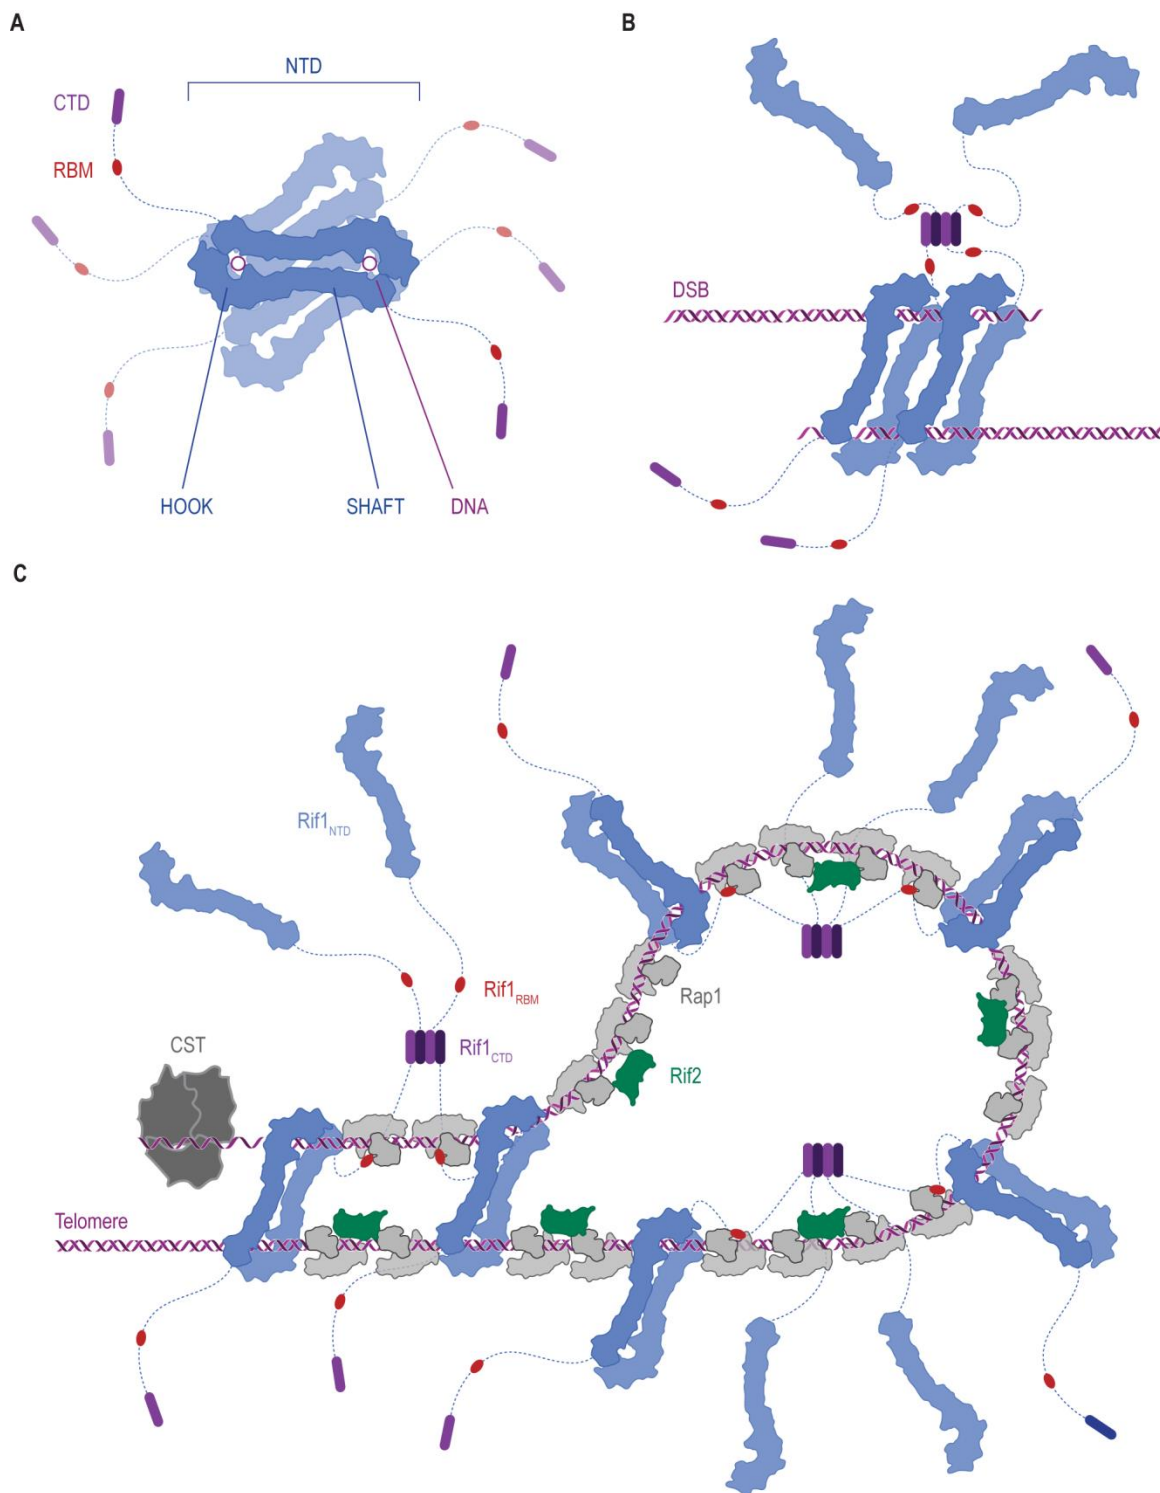 A
NTD
CTD
RBM
HOOK
SHAFT
DNA
B
DSB
C
Rif1NTD
Rif1RBM
Rap1
Rif1CTD
CST
Rif2
Telomere